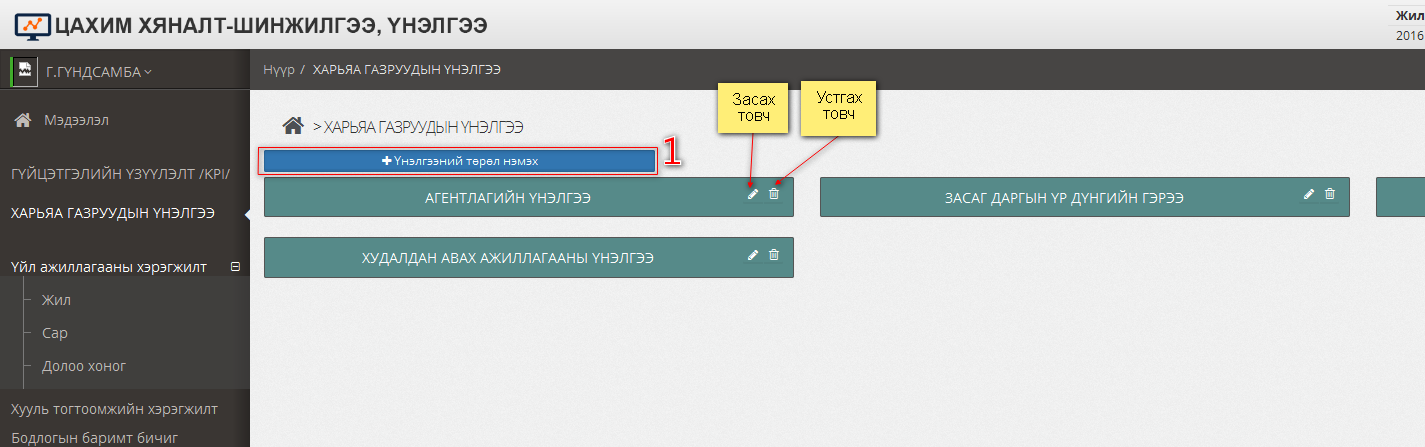 ЦАХИМ ХЯНАЛТ-ШИНЖИЛГЭЭ, ҮНЭЛГЭЭ
Жил
2016
Г.ГҮНДСАМБА
Нүүр / ХАРЬЯА ГАЗРУУДЫН ҮНЭЛГЭЭ
Мэдээлэл
ГҮЙЦЭТГЭЛИЙН ҮЗҮҮЛЭЛТ /KPI/
ХАРЬЯА ГАЗРУУДЫН ҮНЭЛГЭЭ
Үйл ажиллагааны хэрэгжилт
Жил
Сар
Долоо хоног
Хууль тогтоомжийн хэрэгжилт
Бодлогын баримт бичиг
> ХАРЬЯА ГАЗРУУДЫН ҮНЭЛГЭЭ
Засах
товч
Устгах
товч
+ Үнэлгээний төрөл нэмэх
1
АГЕНТЛАГИЙН ҮНЭЛГЭЭ
ЗАСАГ ДАРГЫН ҮР ДҮНГИЙН ГЭРЭЭ
ХУДАЛДАН АВАХ АЖИЛЛАГААНЫ ҮНЭЛГЭЭ